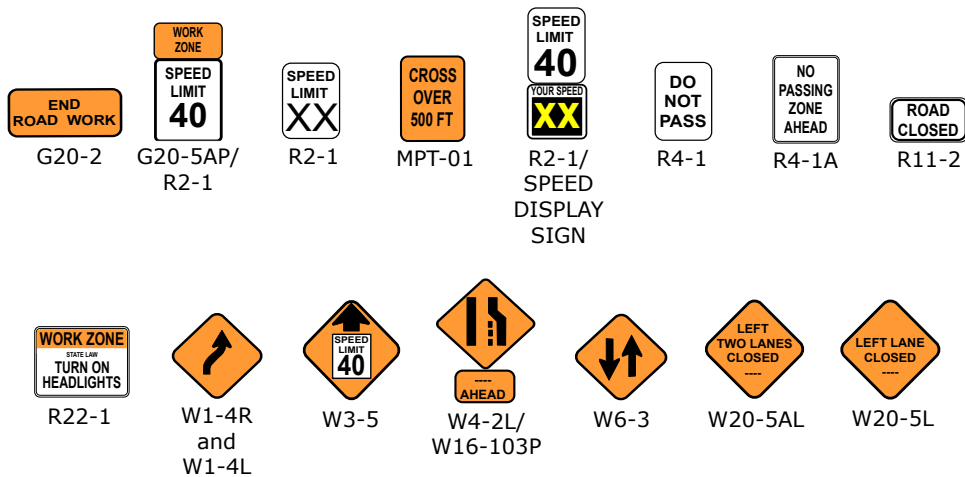 END
ROAD WORK
G20-2
WORK
ZONE
SPEED
LIMIT
40
G20-5AP/
R2-1
SPEED
LIMIT
XX
R2-1
CROSS
OVER
500 FT
MPT-01
SPEED
LIMIT
40
YOUR SPEED
XX
R2-1/
SPEED
DISPLAY
SIGN
DO
NOT
PASS
R4-1
NO
PASSING
ZONE
AHEAD
R4-1A
ROAD
CLOSED
R11-2
WORK ZONE
STATE LAW
TURN ON
HEADLIGHTS
R22-1
W1-4R
and
W1-4L
SPEED
LIMIT
40
W3-5
----
AHEAD
W4-2L/
W16-103P
W6-3
LEFT
TWO LANES
CLOSED
----
W20-5AL
LEFT LANE
CLOSED
----
W20-5L